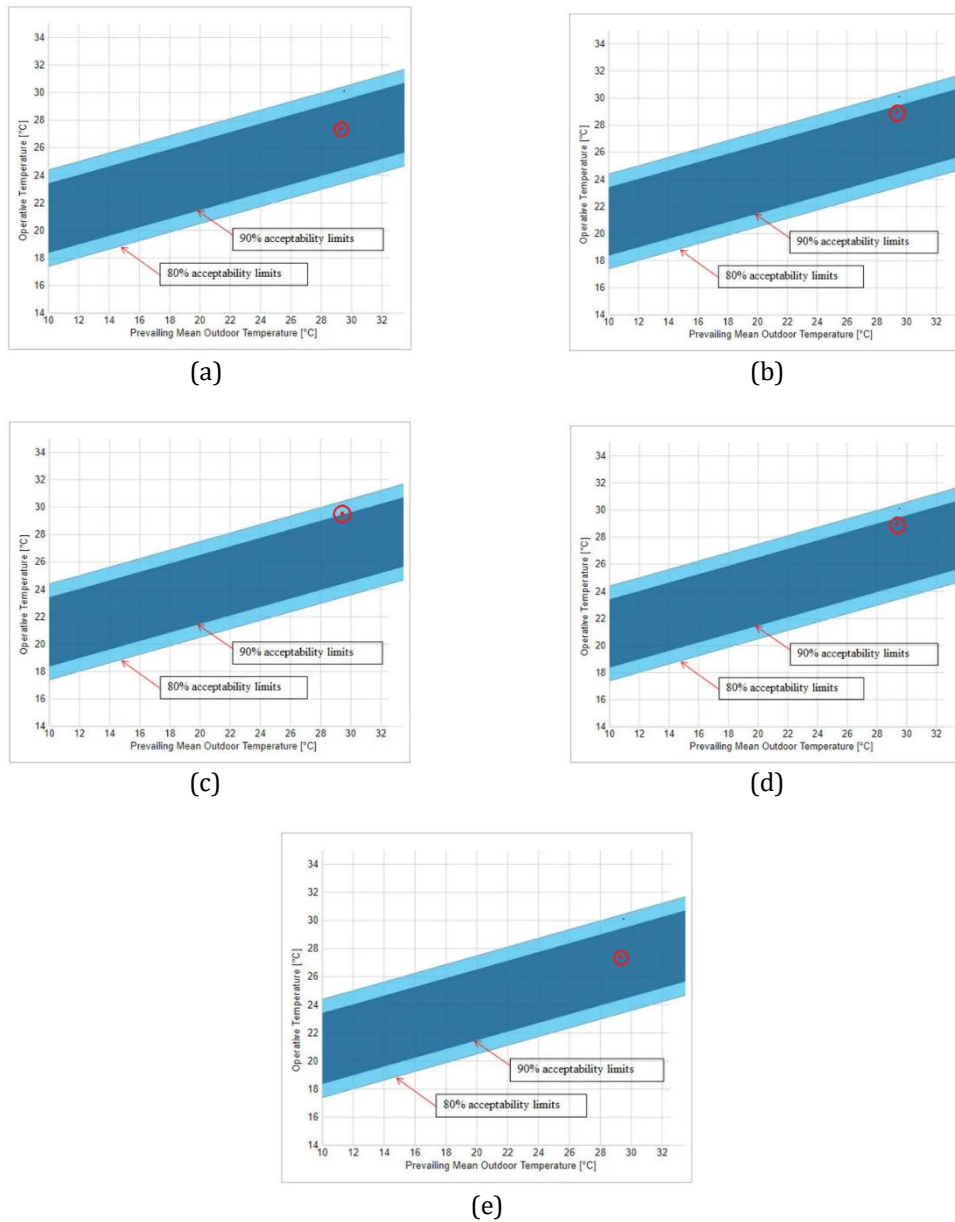 34
32
30
28
26
24
22
20
18
16
14
Operative Temperature [°C]
90% acceptability limits
80% acceptability limits
10 12 14 16 18 20 22 24 26 28 30 32
Prevailing Mean Outdoor Temperature [°C]
(a)
34
32
30
28
26
24
22
20
18
16
14
Operative Temperature [°C]
90% acceptability limits
80% acceptability limits
10 12 14 16 18 20 22 24 26 28 30 32
Prevailing Mean Outdoor Temperature [°C]
(b)
34
32
30
28
26
24
22
20
18
16
14
Operative Temperature [°C]
90% acceptability limits
80% acceptability limits
10 12 14 16 18 20 22 24 26 28 30 32
Prevailing Mean Outdoor Temperature [°C]
(c)
34
32
30
28
26
24
22
20
18
16
14
Operative Temperature [°C]
90% acceptability limits
80% acceptability limits
10 12 14 16 18 20 22 24 26 28 30 32
Prevailing Mean Outdoor Temperature [°C]
(d)
34
32
30
28
26
24
22
20
18
16
14
Operative Temperature [°C]
90% acceptability limits
80% acceptability limits
10 12 14 16 18 20 22 24 26 28 30 32
Prevailing Mean Outdoor Temperature [°C]
(e)